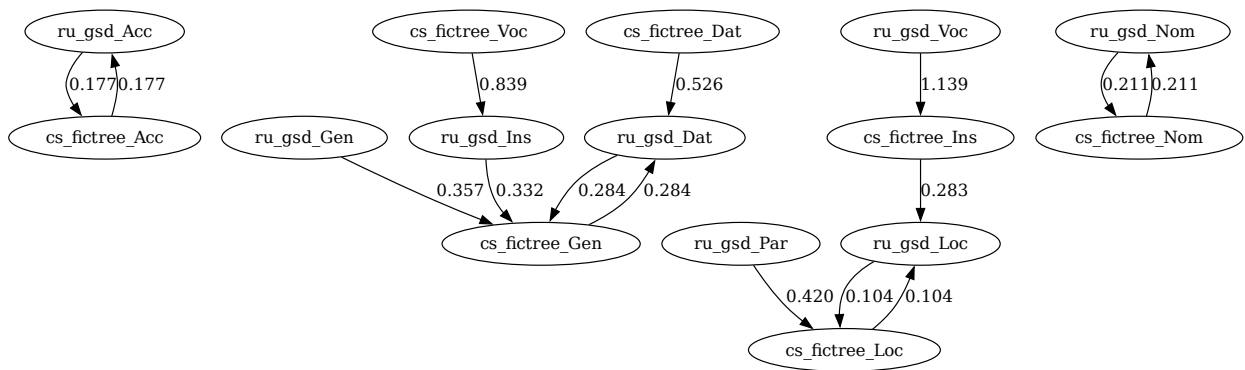 ru_gsd_Acc
cs_fictree_Voc
cs_fictree_Dat
ru_gsd_Voc
ru_gsd_Nom
0.177
0.177
0.839
0.526
1.139
0.211
0.211
cs_fictree_Acc
ru_gsd_Gen
ru_gsd_Ins
ru_gsd_Dat
cs_fictree_Ins
cs_fictree_Nom
0.357
0.332
0.284
0.284
0.283
cs_fictree_Gen
ru_gsd_Par
ru_gsd_Loc
0.420
0.104
0.104
cs_fictree_Loc